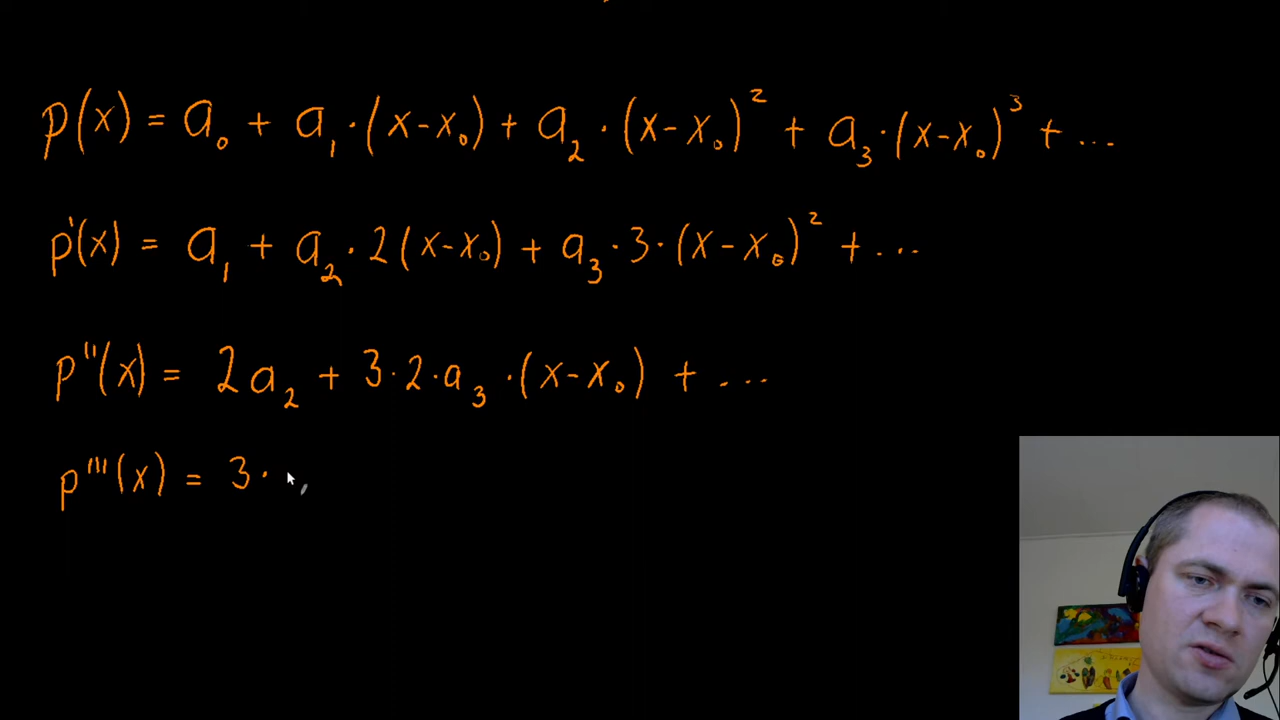 p(x) = a₀ + a₁·(x-x₀) + a₂·(x-x₀)² + a₃·(x-x₀)³ + ...
p'(x) = a₁ + a₂·2(x-x₀) + a₃·3·(x-x₀)² + ...
p''(x) = 2a₂ + 3·2·a₃·(x-x₀) + ...
p'''(x) = 3·